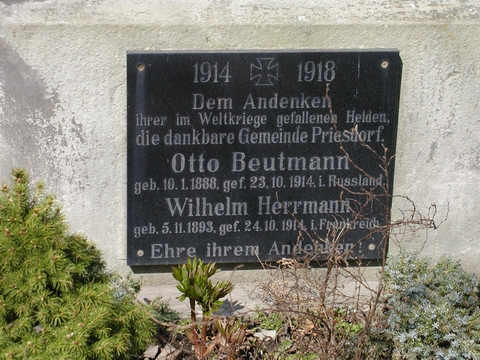 1914 1918
Dem Andenken
ihrer im Weltkriege gefallenen Helden,
die dankbare Gemeinde Priesdorf.
Otto Beutmann
geb. 10.1.1888, gef. 23.10.1914, i. Russland.
Wilhelm Herrmann
geb. 5.11.1893, gef. 24.10.1914, i. Frankreich.
Ehre ihrem Andenken!